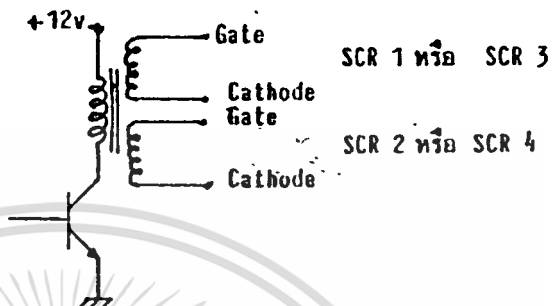 +12v
Gate
SCR 1 หรือ SCR 3
Cathode
Gate
SCR 2 หรือ SCR 4
Cathode